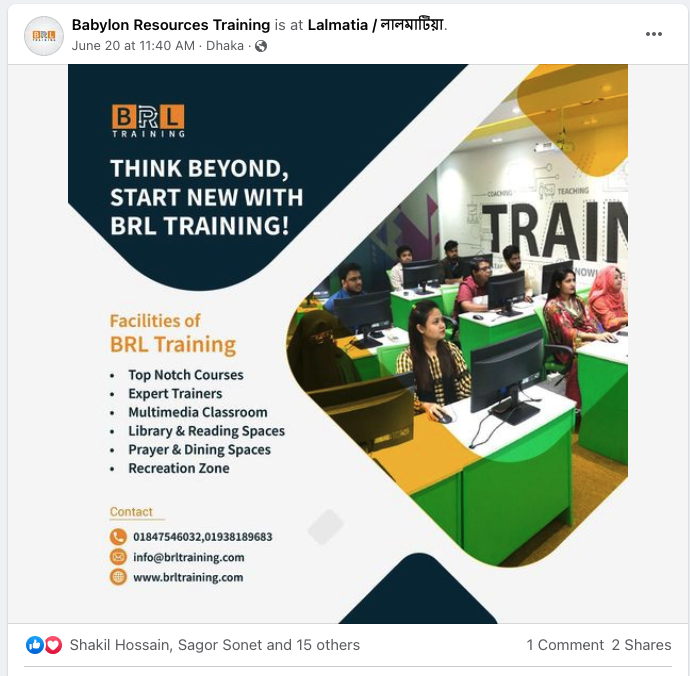 Babylon Resources Training is at Lalmatia / লালমাটিয়া.
June 20 at 11:40 AM · Dhaka ·
BRL
TRAINING
BRL
TRAINING
THINK BEYOND,
START NEW WITH
BRL TRAINING!
COACHING
TEACHING
TRAIN
Facilities of
BRL Training
• Top Notch Courses
• Expert Trainers
• Multimedia Classroom
• Library & Reading Spaces
• Prayer & Dining Spaces
• Recreation Zone
Contact
01847546032,01938189683
info@brltraining.com
www.brltraining.com
Shakil Hossain, Sagor Sonet and 15 others
1 Comment 2 Shares